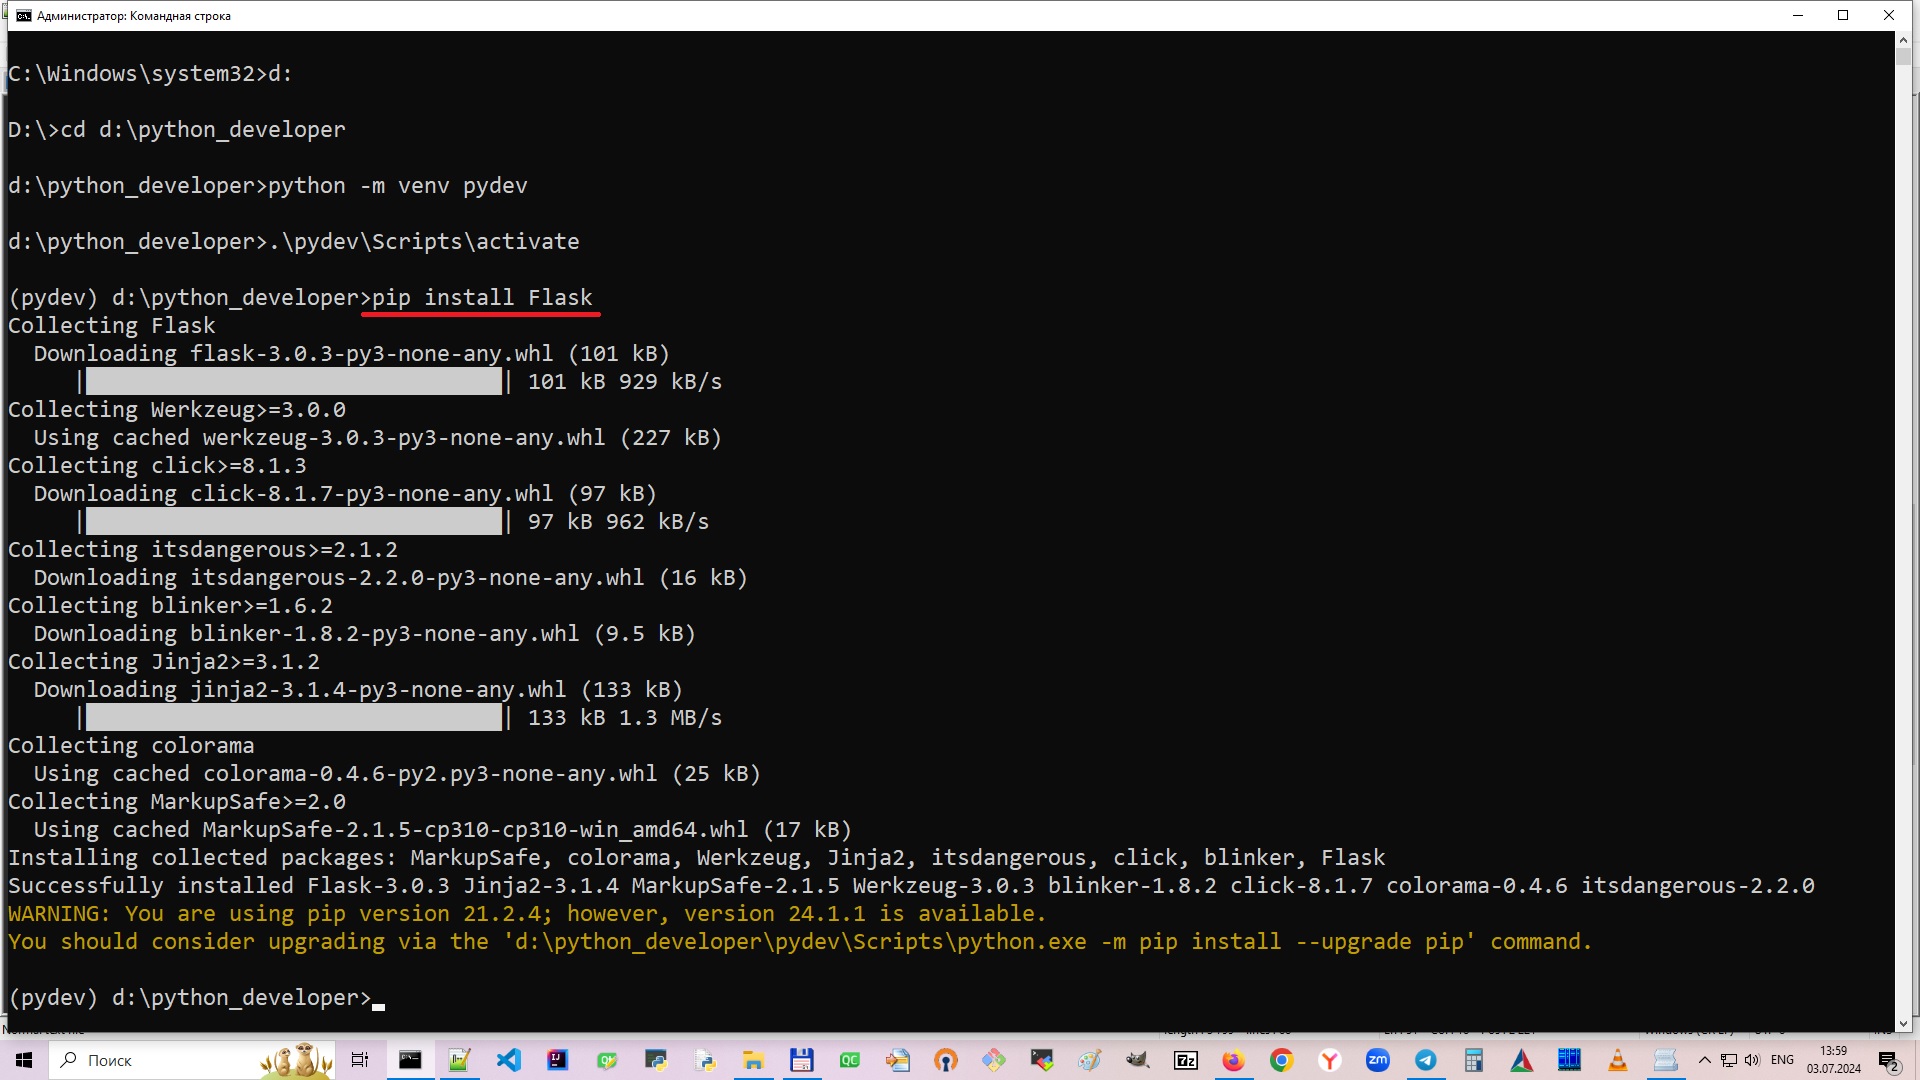 Администратор: Командная строка
C:\Windows\system32>d:
D:\>cd d:\python_developer
d:\python_developer>python -m venv pydev
d:\python_developer>.\pydev\Scripts\activate
(pydev) d:\python_developer>pip install Flask
Collecting Flask
Downloading flask-3.0.3-py3-none-any.whl (101 kB)
|████████████████████████████████| 101 kB 929 kB/s
Collecting Werkzeug>=3.0.0
Using cached werkzeug-3.0.3-py3-none-any.whl (227 kB)
Collecting click>=8.1.3
Downloading click-8.1.7-py3-none-any.whl (97 kB)
|████████████████████████████████| 97 kB 962 kB/s
Collecting itsdangerous>=2.1.2
Downloading itsdangerous-2.2.0-py3-none-any.whl (16 kB)
Collecting blinker>=1.6.2
Downloading blinker-1.8.2-py3-none-any.whl (9.5 kB)
Collecting Jinja2>=3.1.2
Downloading jinja2-3.1.4-py3-none-any.whl (133 kB)
|████████████████████████████████| 133 kB 1.3 MB/s
Collecting colorama
Using cached colorama-0.4.6-py2.py3-none-any.whl (25 kB)
Collecting MarkupSafe>=2.0
Using cached MarkupSafe-2.1.5-cp310-cp310-win_amd64.whl (17 kB)
Installing collected packages: MarkupSafe, colorama, Werkzeug, Jinja2, itsdangerous, click, blinker, Flask
Successfully installed Flask-3.0.3 Jinja2-3.1.4 MarkupSafe-2.1.5 Werkzeug-3.0.3 blinker-1.8.2 click-8.1.7 colorama-0.4.6 itsdangerous-2.2.0
WARNING: You are using pip version 21.2.4; however, version 24.1.1 is available.
You should consider upgrading via the 'd:\python_developer\pydev\Scripts\python.exe -m pip install --upgrade pip' command.
(pydev) d:\python_developer>
Поиск
QC
7z
zm
ENG
13:59
03.07.2024
2